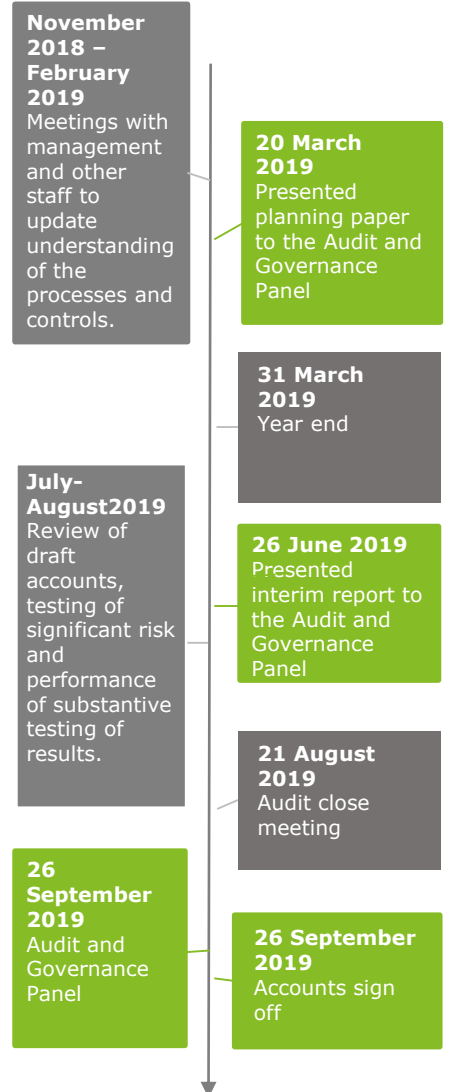 November
2018 –
February
2019
Meetings with
management
and other
staff to
update
understanding
of the
processes and
controls.
20 March
2019
Presented
planning paper
to the Audit and
Governance
Panel
31 March
2019
Year end
July-
August2019
Review of
draft
accounts,
testing of
significant risk
and
performance
of substantive
testing of
results.
26 June 2019
Presented
interim report to
the Audit and
Governance
Panel
21 August
2019
Audit close
meeting
26
September
2019
Audit and
Governance
Panel
26 September
2019
Accounts sign
off